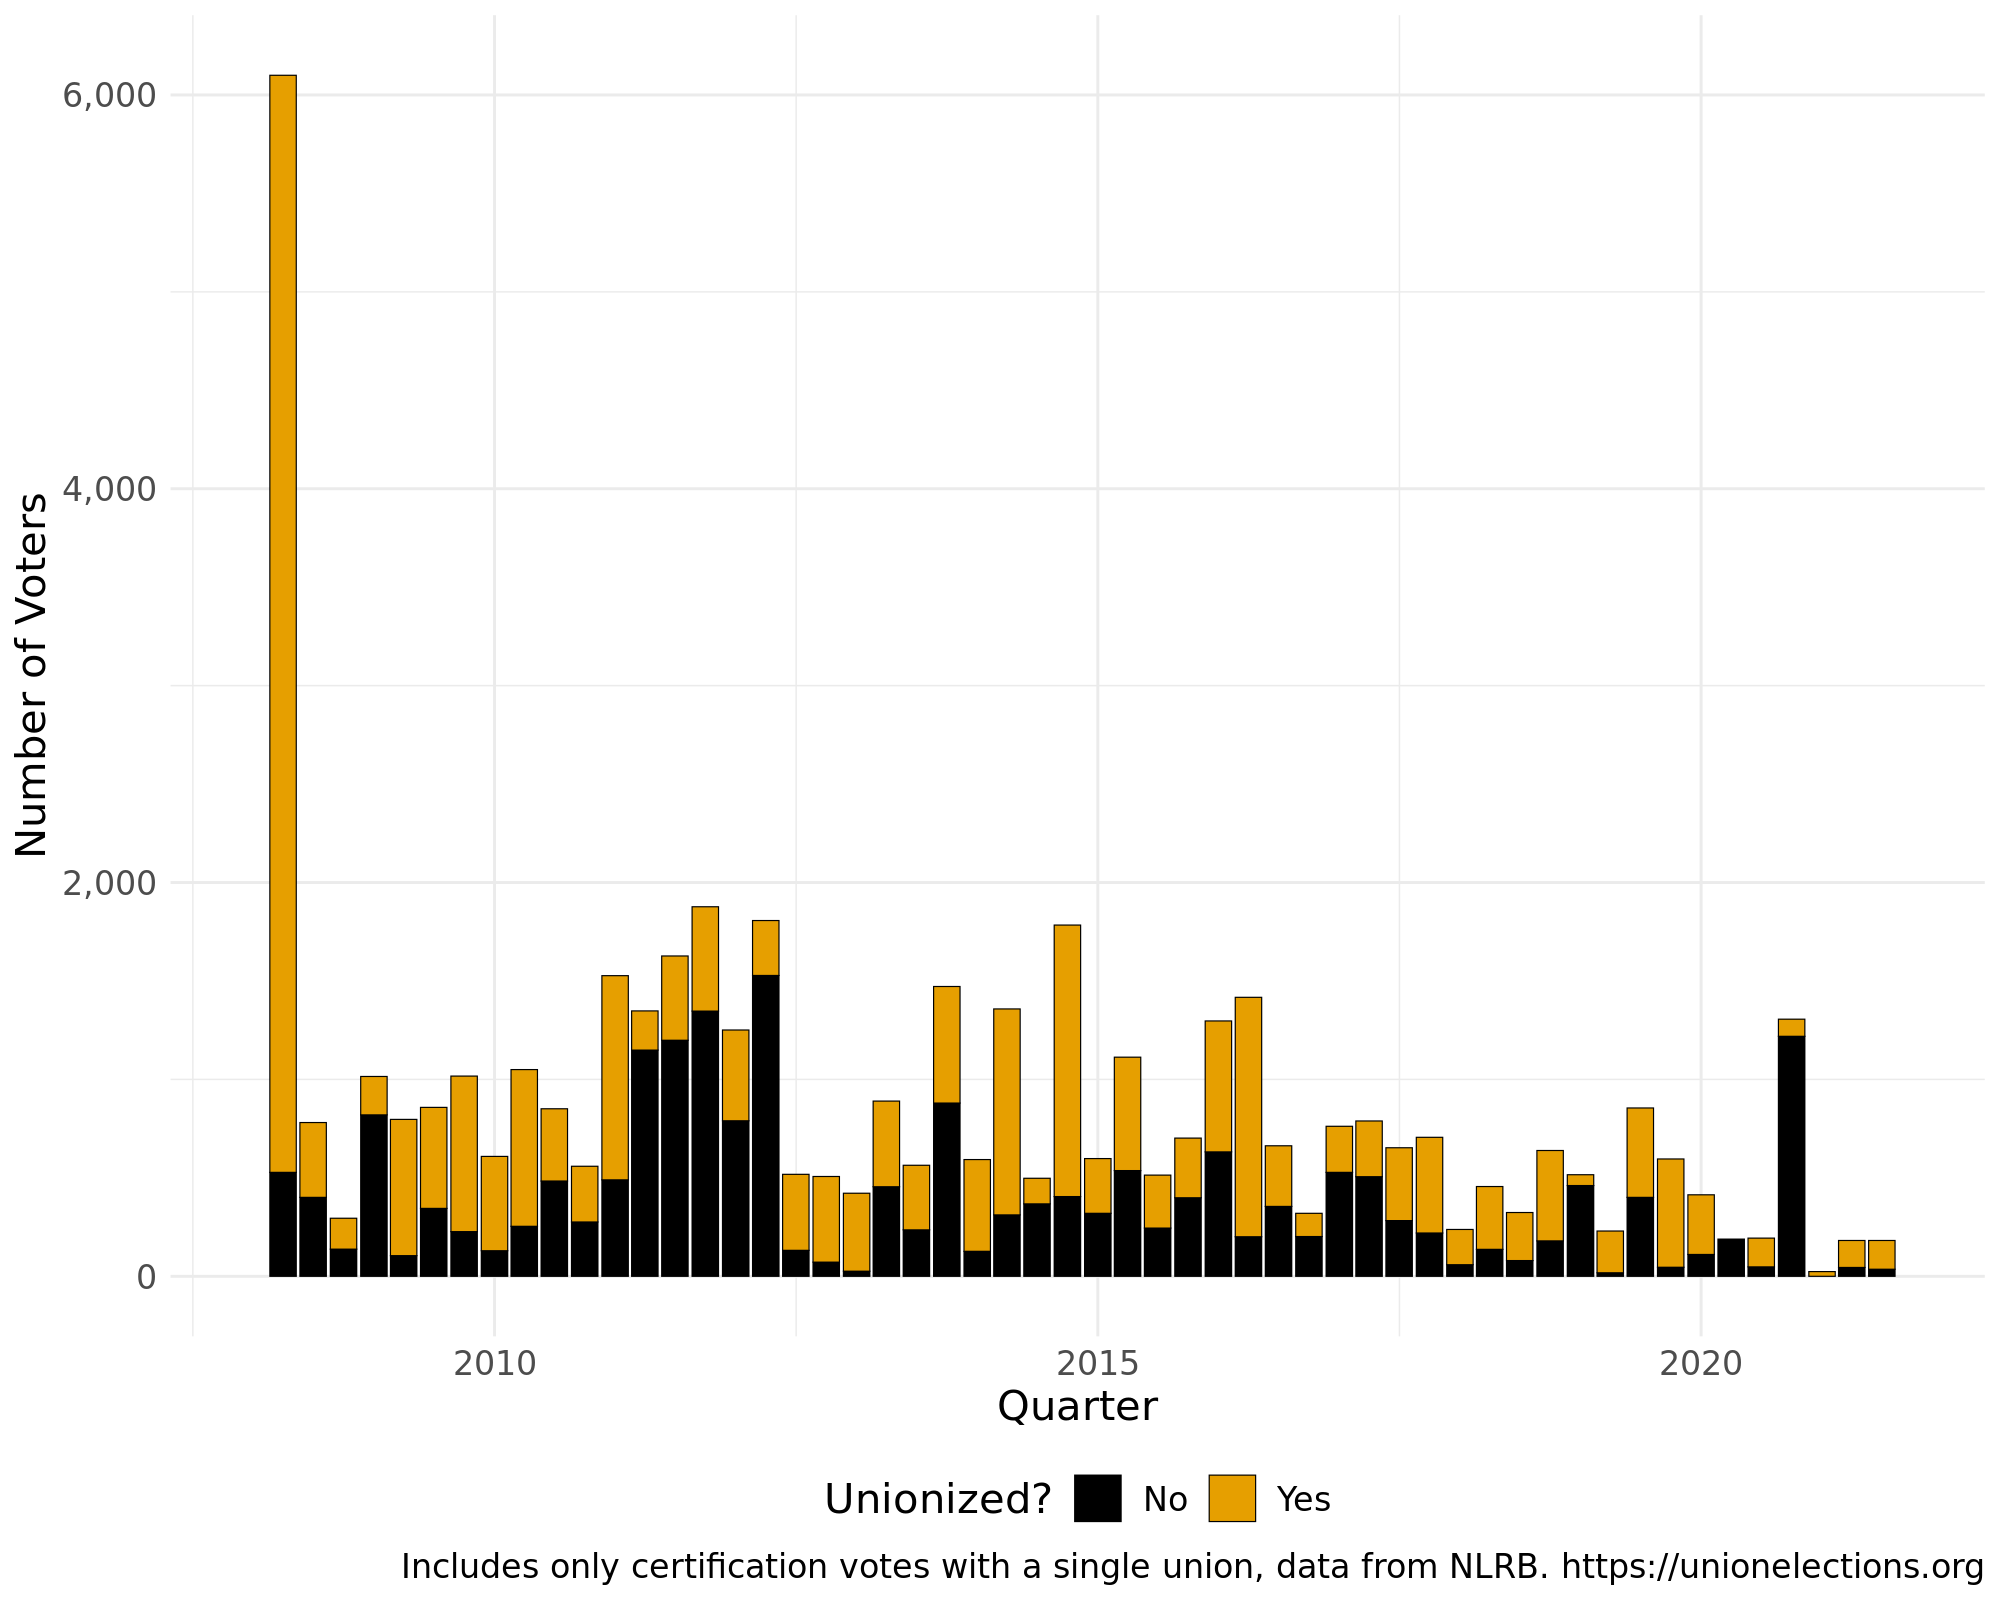 6,000
4,000
2,000
0
Number of Voters
2010 2015 2020
Quarter
Unionized? No Yes
Includes only certification votes with a single union, data from NLRB. https://unionelections.org